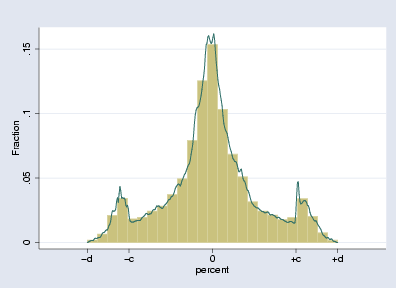 .15
.1
.05
0
Fraction
−d
−c
0
+c
+d
percent